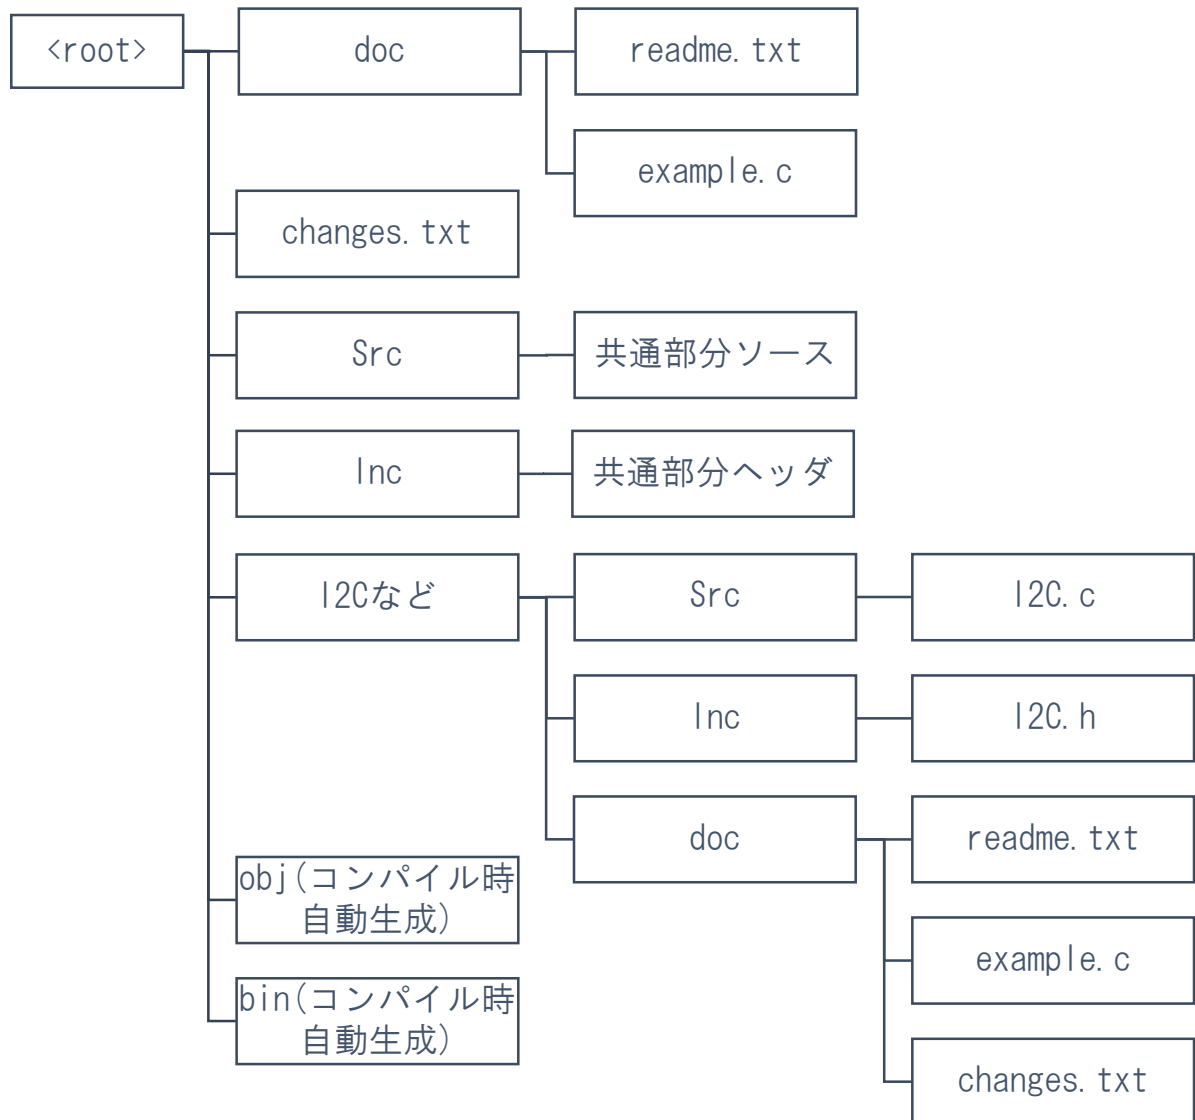 <root>
doc
readme.txt
example.c
changes.txt
Src
共通部分ソース
Inc
共通部分ヘッダ
I2Cなど
Src
I2C.c
Inc
I2C.h
doc
readme.txt
example.c
changes.txt
obj(コンパイル時
自動生成)
bin(コンパイル時
自動生成)